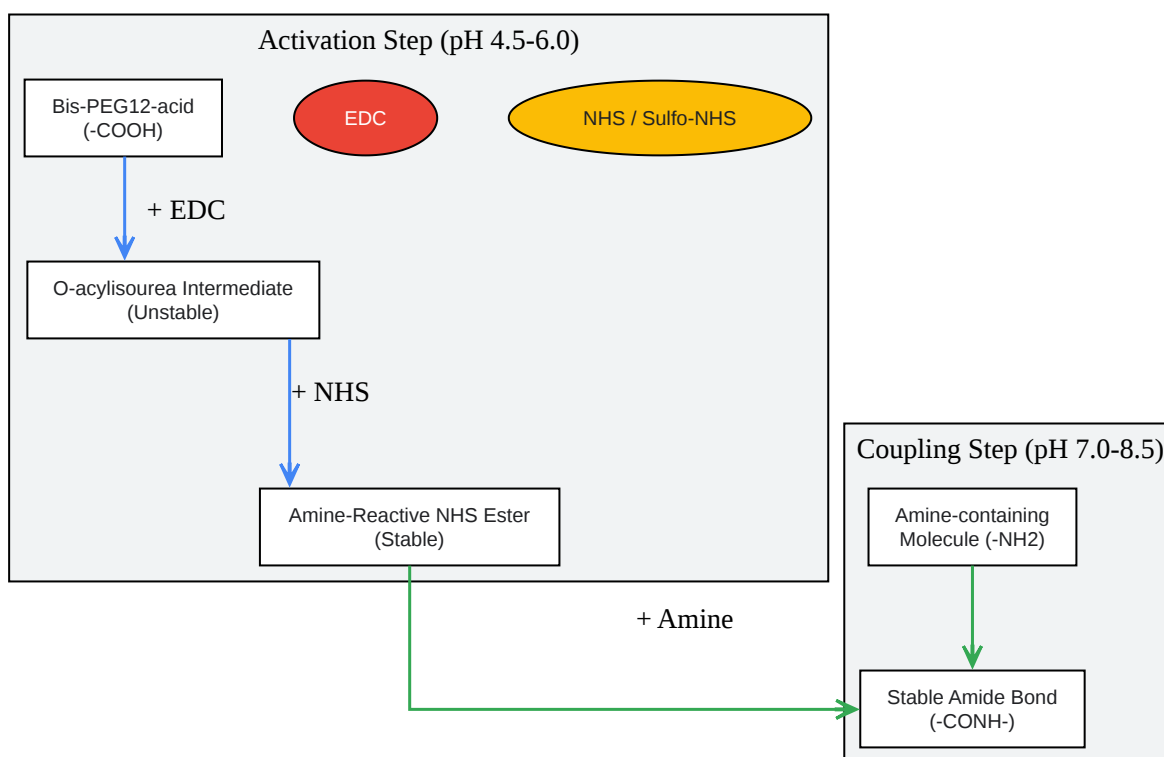 Activation Step (pH 4.5-6.0)
Bis-PEG12-acid
(-COOH)
EDC
NHS / Sulfo-NHS
+ EDC
O-acylisourea Intermediate
(Unstable)
+ NHS
Amine-Reactive NHS Ester
(Stable)
+ Amine
Coupling Step (pH 7.0-8.5)
Amine-containing
Molecule (-NH2)
Stable Amide Bond
(-CONH-)